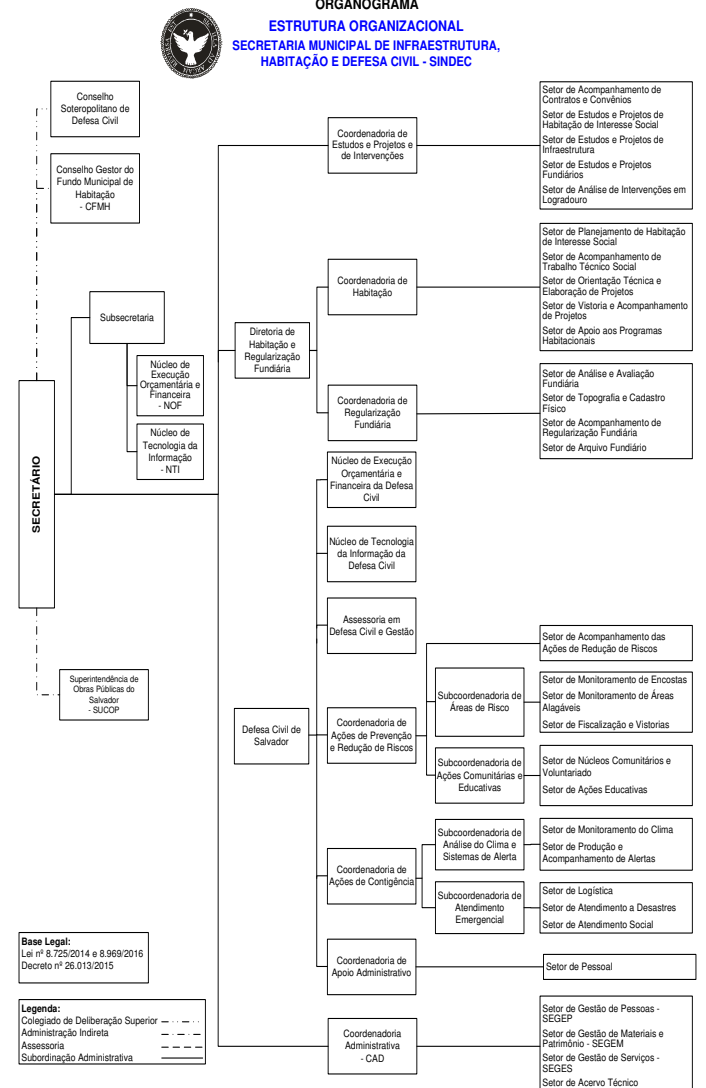 ORGANOGRAMA
ESTRUTURA ORGANIZACIONAL
SECRETARIA MUNICIPAL DE INFRAESTRUTURA,
HABITAÇÃO E DEFESA CIVIL - SINDEC
Conselho
Soteropolitano de
Defesa Civil
Conselho Gestor do
Fundo Municipal de
Habitação
- CFMH
Subsecretaria
Núcleo de
Execução
Orçamentária e
Financeira
- NOF
Núcleo de
Tecnologia da
Informação
- NTI
SECRETÁRIO
Superintendência de
Obras Públicas do
Salvador
- SUCOP
Coordenadoria de
Estudos e Projetos e
de Intervenções
Setor de Acompanhamento de
Contratos e Convênios
Setor de Estudos e Projetos de
Habitação de Interesse Social
Setor de Estudos e Projetos de
Infraestrutura
Setor de Estudos e Projetos
Fundiários
Setor de Análise de Intervenções em
Logradouro
Diretoria de
Habitação e
Regularização
Fundiária
Coordenadoria de
Habitação
Setor de Planejamento de Habitação
de Interesse Social
Setor de Acompanhamento de
Trabalho Técnico Social
Setor de Orientação Técnica e
Elaboração de Projetos
Setor de Vistoria e Acompanhamento
de Projetos
Setor de Apoio aos Programas
Habitacionais
Coordenadoria de
Regularização
Fundiária
Setor de Análise e Avaliação
Fundiária
Setor de Topografia e Cadastro
Físico
Setor de Acompanhamento de
Regularização Fundiária
Setor de Arquivo Fundiário
Defesa Civil de
Salvador
Núcleo de Execução
Orçamentária e
Financeira da Defesa
Civil
Núcleo de Tecnologia
da Informação da
Defesa Civil
Assessoria em
Defesa Civil e Gestão
Coordenadoria de
Ações de Prevenção
e Redução de Riscos
Setor de Acompanhamento das
Ações de Redução de Riscos
Subcoordenadoria de
Áreas de Risco
Setor de Monitoramento de Encostas
Setor de Monitoramento de Áreas
Alagáveis
Setor de Fiscalização e Vistorias
Subcoordenadoria de
Ações Comunitárias e
Educativas
Setor de Núcleos Comunitários e
Voluntariado
Setor de Ações Educativas
Coordenadoria de
Ações de Contigência
Subcoordenadoria de
Análise do Clima e
Sistemas de Alerta
Setor de Monitoramento do Clima
Setor de Produção e
Acompanhamento de Alertas
Subcoordenadoria de
Atendimento
Emergencial
Setor de Logística
Setor de Atendimento a Desastres
Setor de Atendimento Social
Coordenadoria de
Apoio Administrativo
Setor de Pessoal
Coordenadoria
Administrativa
- CAD
Setor de Gestão de Pessoas -
SEGEP
Setor de Gestão de Materiais e
Patrimônio - SEGEM
Setor de Gestão de Serviços -
SEGES
Setor de Acervo Técnico
Base Legal:
Lei nº 8.725/2014 e 8.969/2016
Decreto nº 26.013/2015
Legenda:
Colegiado de Deliberação Superior
Administração Indireta
Assessoria
Subordinação Administrativa